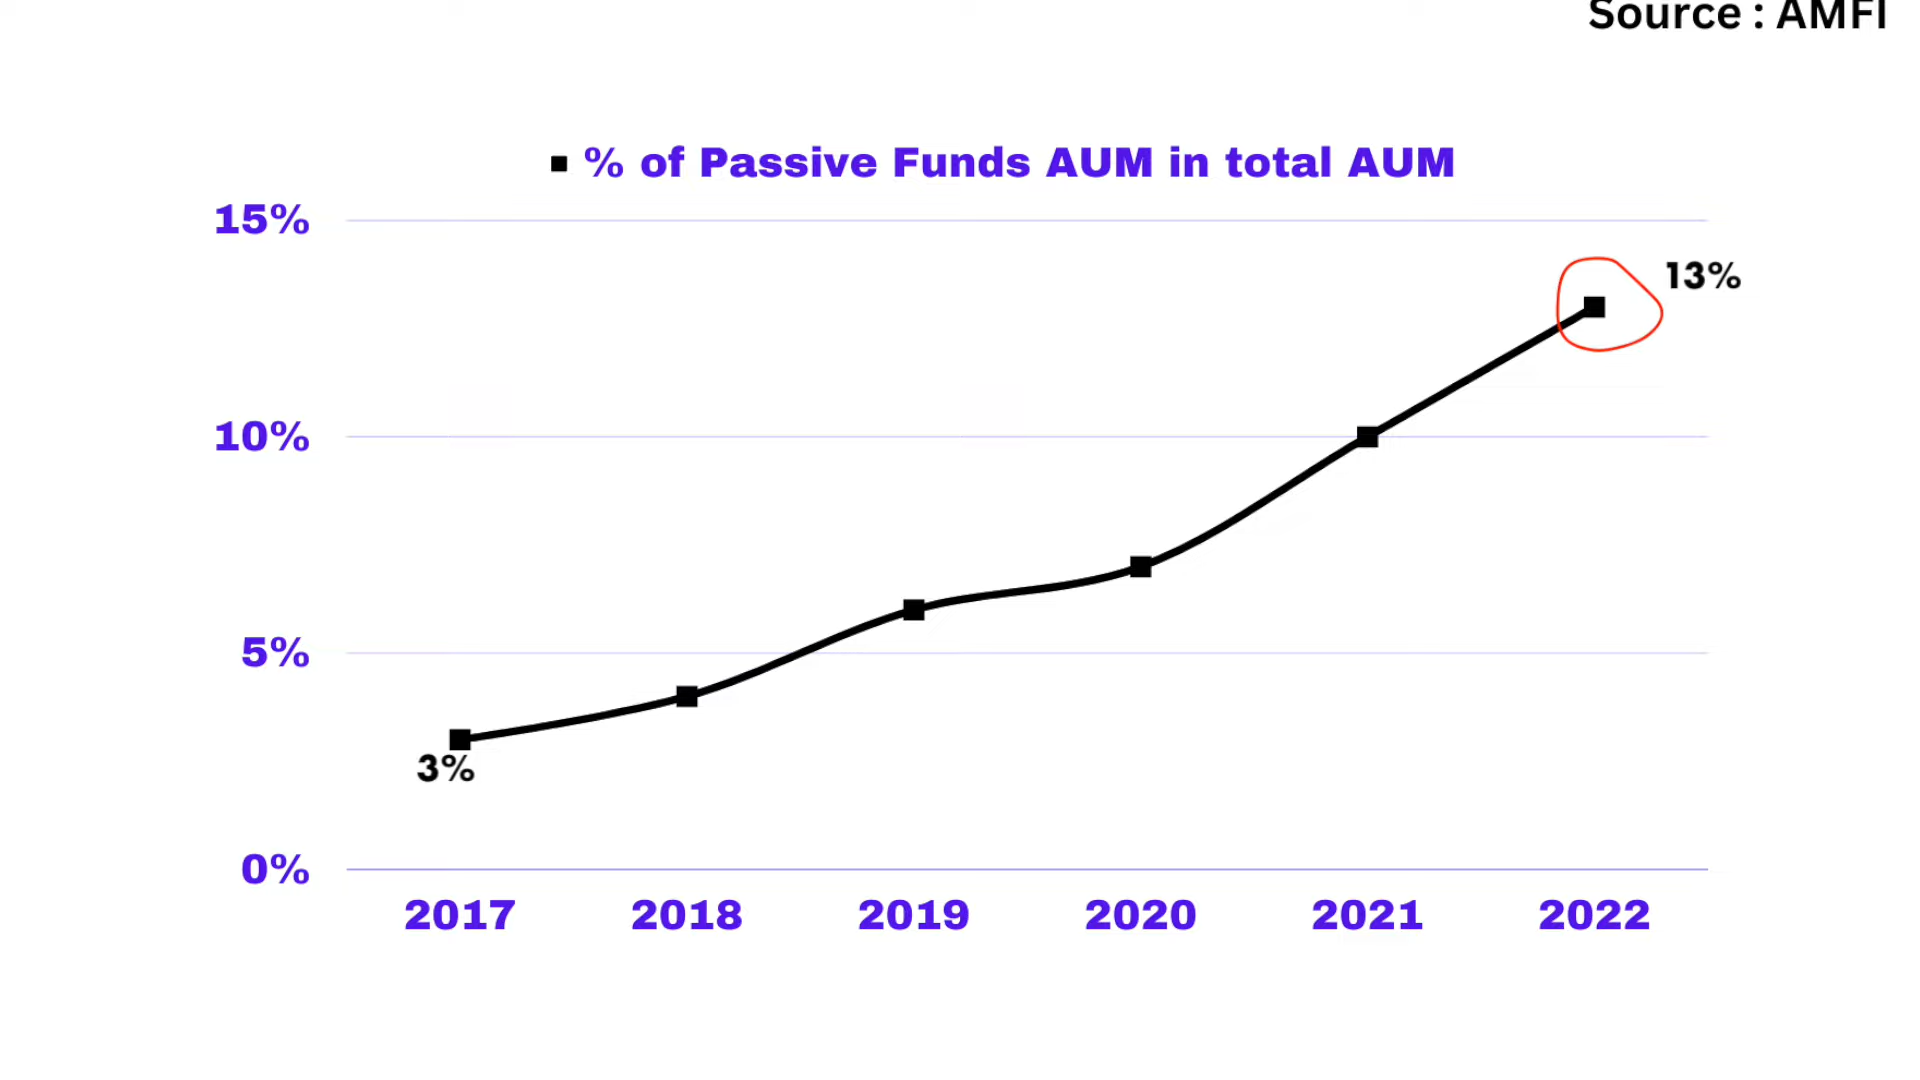 Source : AMFI
% of Passive Funds AUM in total AUM
15%
13%
10%
5%
3%
0%
2017 2018 2019 2020 2021 2022